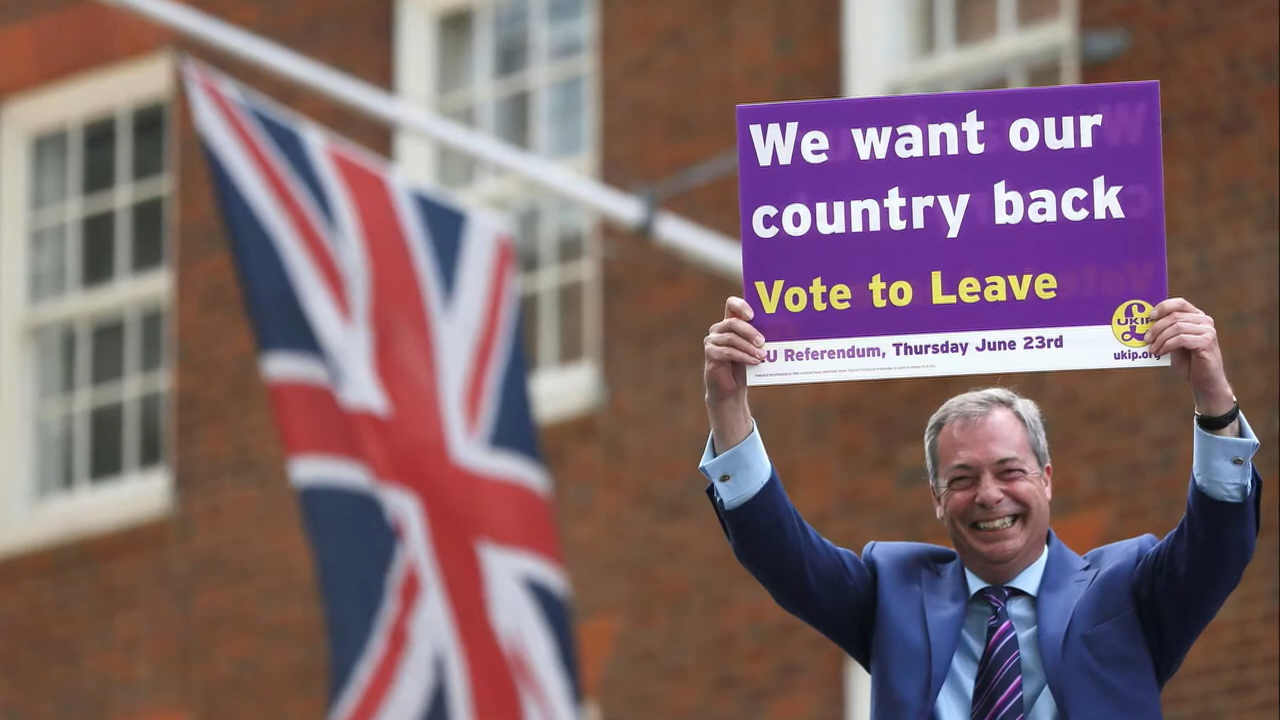 We want our
country back
Vote to Leave
U Referendum, Thursday June 23rd
UKIP
ukip.org